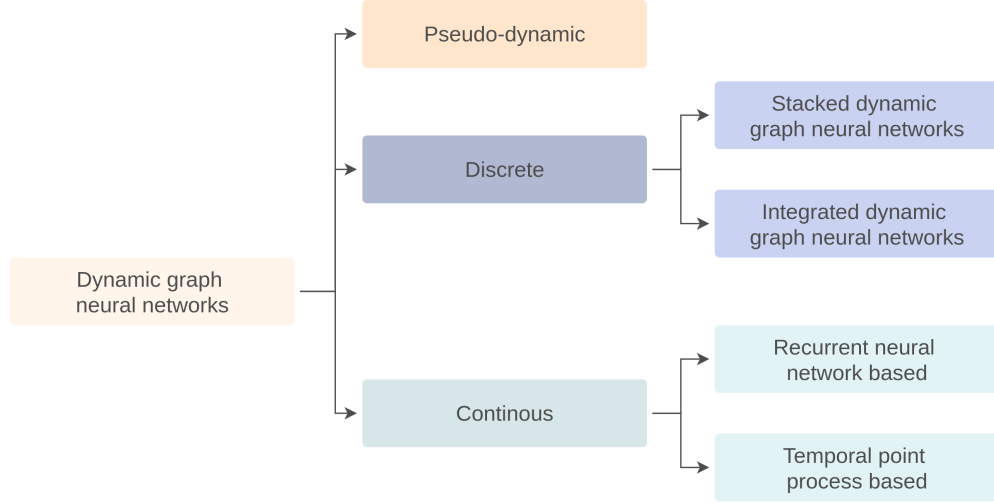 Pseudo-dynamic
Stacked dynamic
graph neural networks
Discrete
Integrated dynamic
graph neural networks
Dynamic graph
neural networks
Recurrent neural
network based
Continous
Temporal point
process based